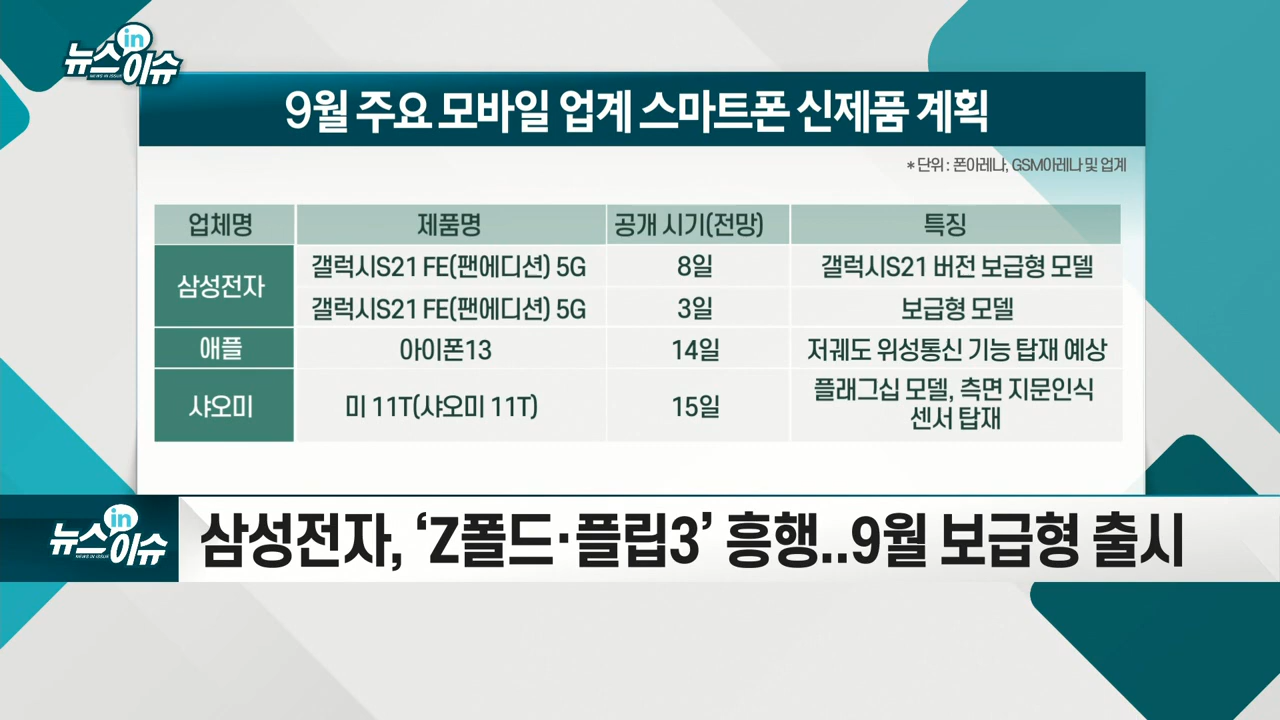 뉴스in이슈
NEWS IN ISSUE
9월 주요 모바일 업계 스마트폰 신제품 계획
* 단위 : 폰아레나, GSM아레나 및 업계
업체명 제품명 공개 시기(전망) 특징
삼성전자 갤럭시S21 FE(팬에디션) 5G 8일 갤럭시S21 버전 보급형 모델
갤럭시S21 FE(팬에디션) 5G 3일 보급형 모델
애플 아이폰13 14일 저궤도 위성통신 기능 탑재 예상
샤오미 미 11T(샤오미 11T) 15일 플래그십 모델, 측면 지문인식
센서 탑재
뉴스in이슈
NEWS IN ISSUE
삼성전자, ‘Z폴드·플립3’ 흥행..9월 보급형 출시